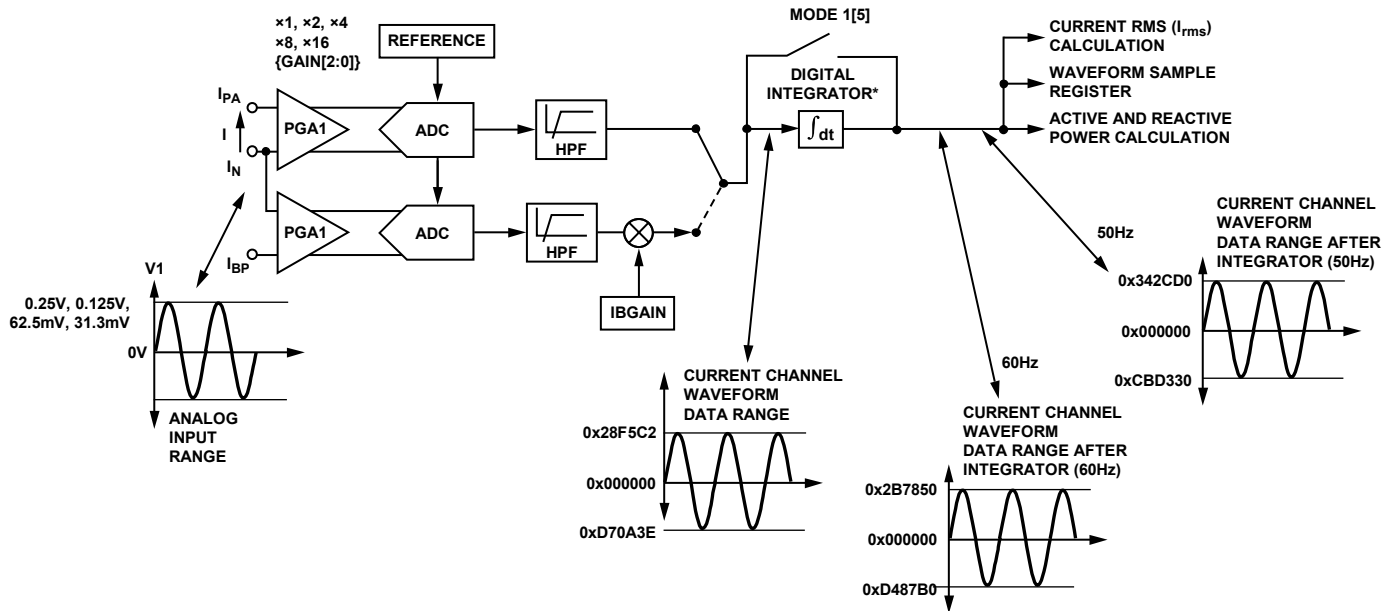 ×1, ×2, ×4
×8, ×16
{GAIN[2:0]}
REFERENCE
MODE 1[5]
CURRENT RMS (Irms)
CALCULATION
WAVEFORM SAMPLE
REGISTER
ACTIVE AND REACTIVE
POWER CALCULATION
DIGITAL
INTEGRATOR*
IPA
I
IN
PGA1
ADC
HPF
∫dt
PGA1
ADC
HPF
IBP
IBGAIN
V1
0.25V, 0.125V,
62.5mV, 31.3mV
0V
ANALOG
INPUT
RANGE
CURRENT CHANNEL
WAVEFORM
DATA RANGE
0x28F5C2
0x000000
0xD70A3E
60Hz
CURRENT CHANNEL
WAVEFORM
DATA RANGE AFTER
INTEGRATOR (60Hz)
0x2B7850
0x000000
0xD487B0
50Hz
CURRENT CHANNEL
WAVEFORM
DATA RANGE AFTER
INTEGRATOR (50Hz)
0x342CD0
0x000000
0xCBD330